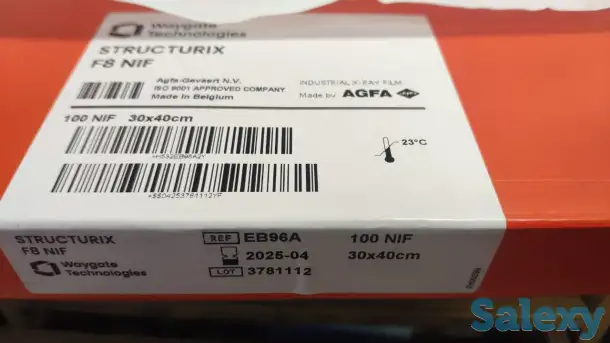 Waygate
Technologies
STRUCTURIX
F8 NIF
Agfa-Gevaert N.V.
ISO 9001 APPROVED COMPANY
Made in Belgium
INDUSTRIAL X-RAY FILM
Made by AGFA
100 NIF 30x40cm
23°C
STRUCTURIX
F8 NIF
Waygate
Technologies
REF EB96A 100 NIF
2025-04 30x40cm
LOT 3781112
Salexy